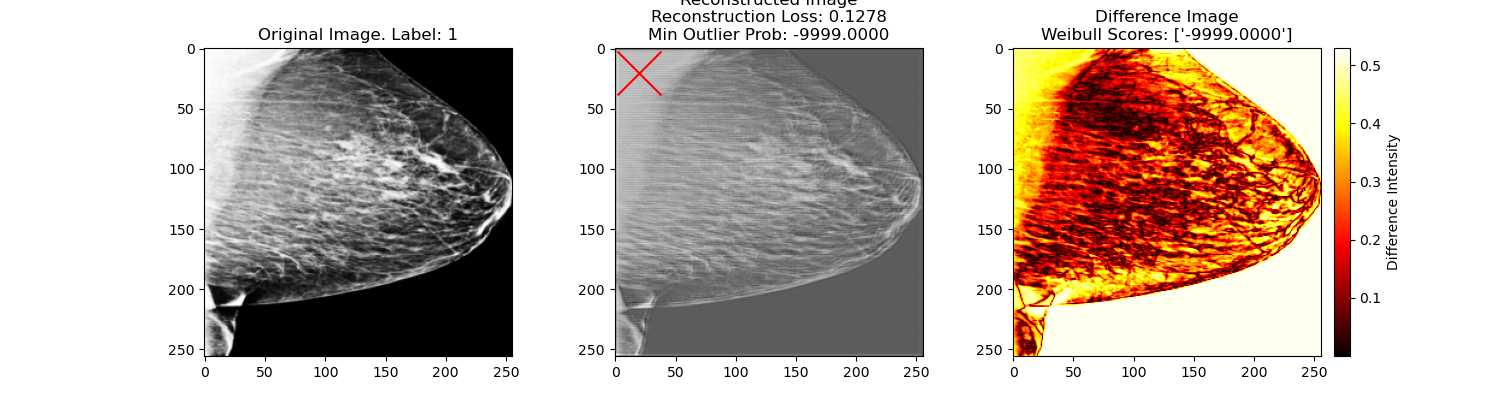 Original Image. Label: 1
0
50
100
150
200
250
0 50 100 150 200 250
Reconstructed Image
Reconstruction Loss: 0.1278
Min Outlier Prob: -9999.0000
0
50
100
150
200
250
0 50 100 150 200 250
Difference Image
Weibull Scores: ['-9999.0000']
0
50
100
150
200
250
0 50 100 150 200 250
0.5
0.4
0.3
0.2
0.1
Difference Intensity